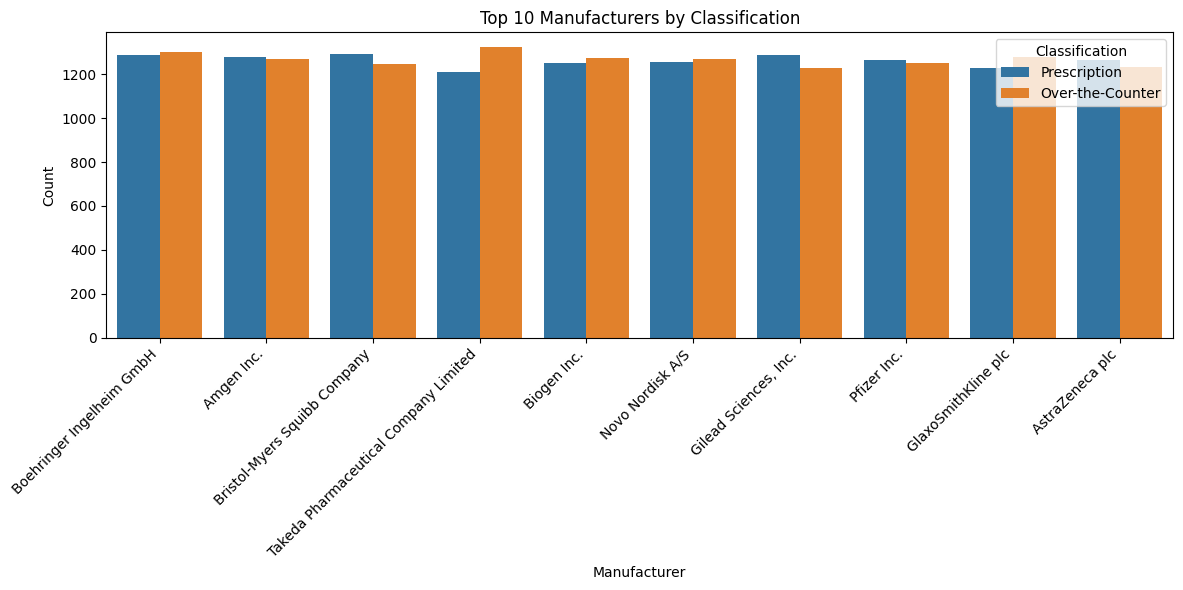 Top 10 Manufacturers by Classification
Classification
Prescription
Over-the-Counter
Count
1200
1000
800
600
400
200
0
Boehringer Ingelheim GmbH
Amgen Inc.
Bristol-Myers Squibb Company
Takeda Pharmaceutical Company Limited
Biogen Inc.
Novo Nordisk A/S
Gilead Sciences, Inc.
Pfizer Inc.
GlaxoSmithKline plc
AstraZeneca plc
Manufacturer